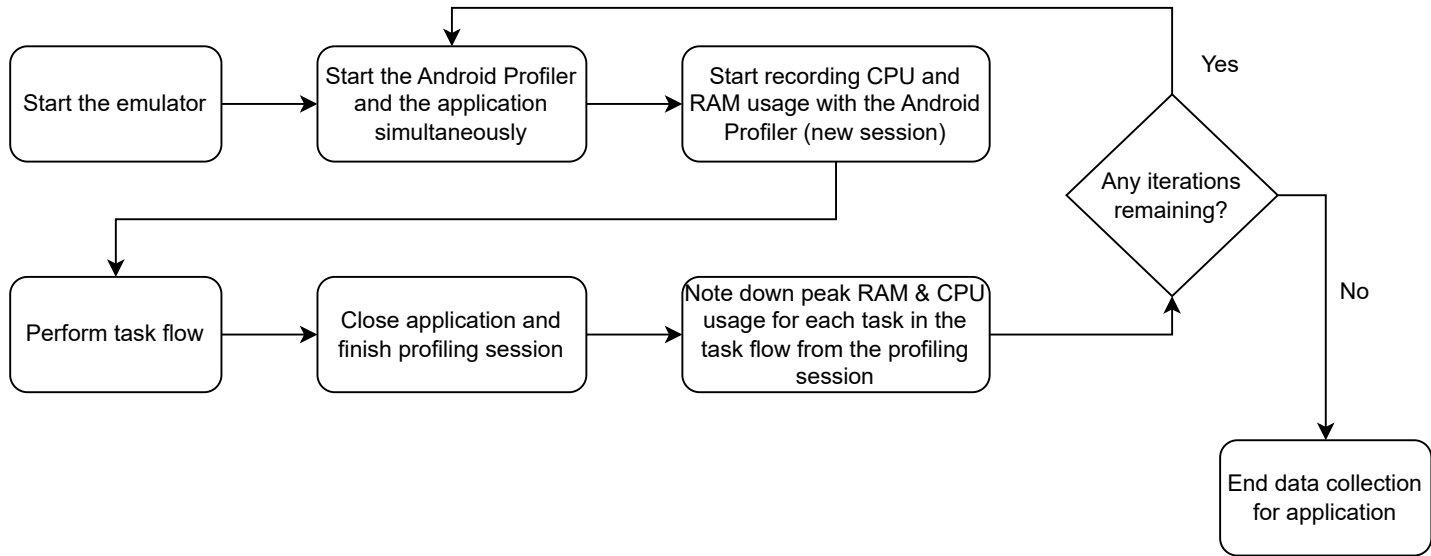 Start the emulator
Start the Android Profiler
and the application
simultaneously
Start recording CPU and
RAM usage with the Android
Profiler (new session)
Yes
Any iterations
remaining?
No
Perform task flow
Close application and
finish profiling session
Note down peak RAM & CPU
usage for each task in the
task flow from the profiling
session
End data collection
for application